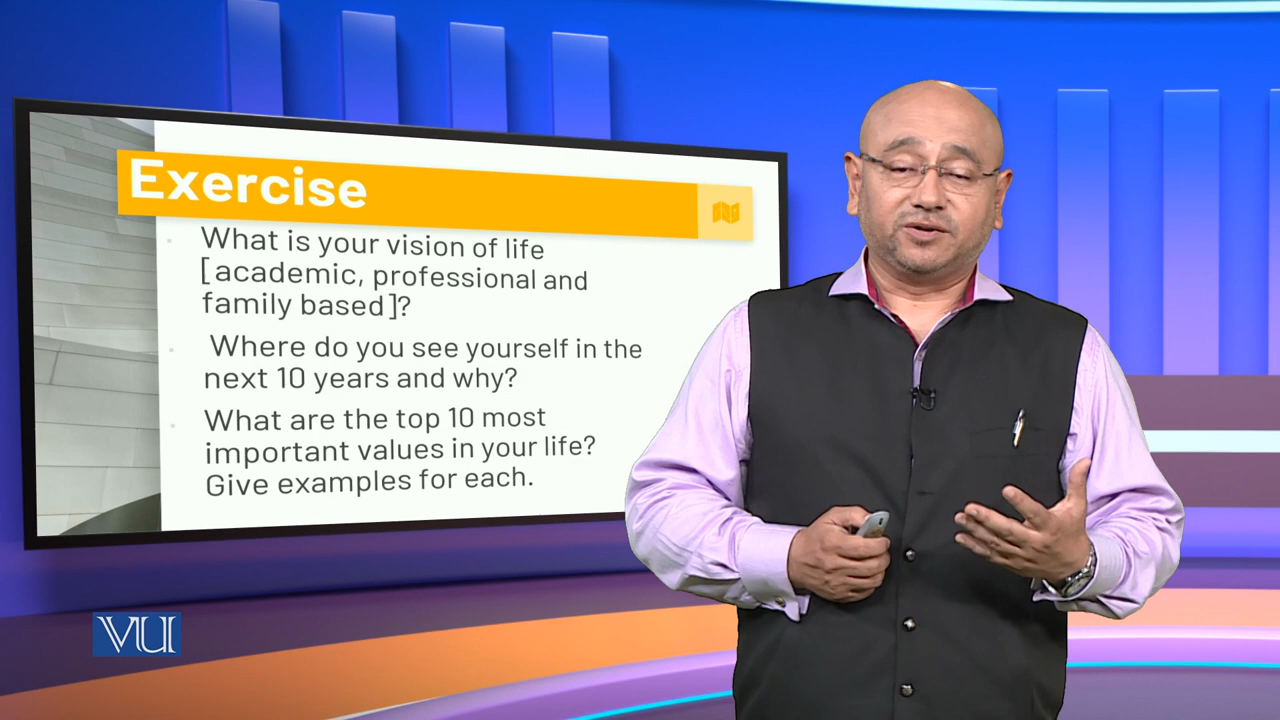 Exercise
What is your vision of life
[academic, professional and
family based]?
Where do you see yourself in the
next 10 years and why?
What are the top 10 most
important values in your life?
Give examples for each.
VU